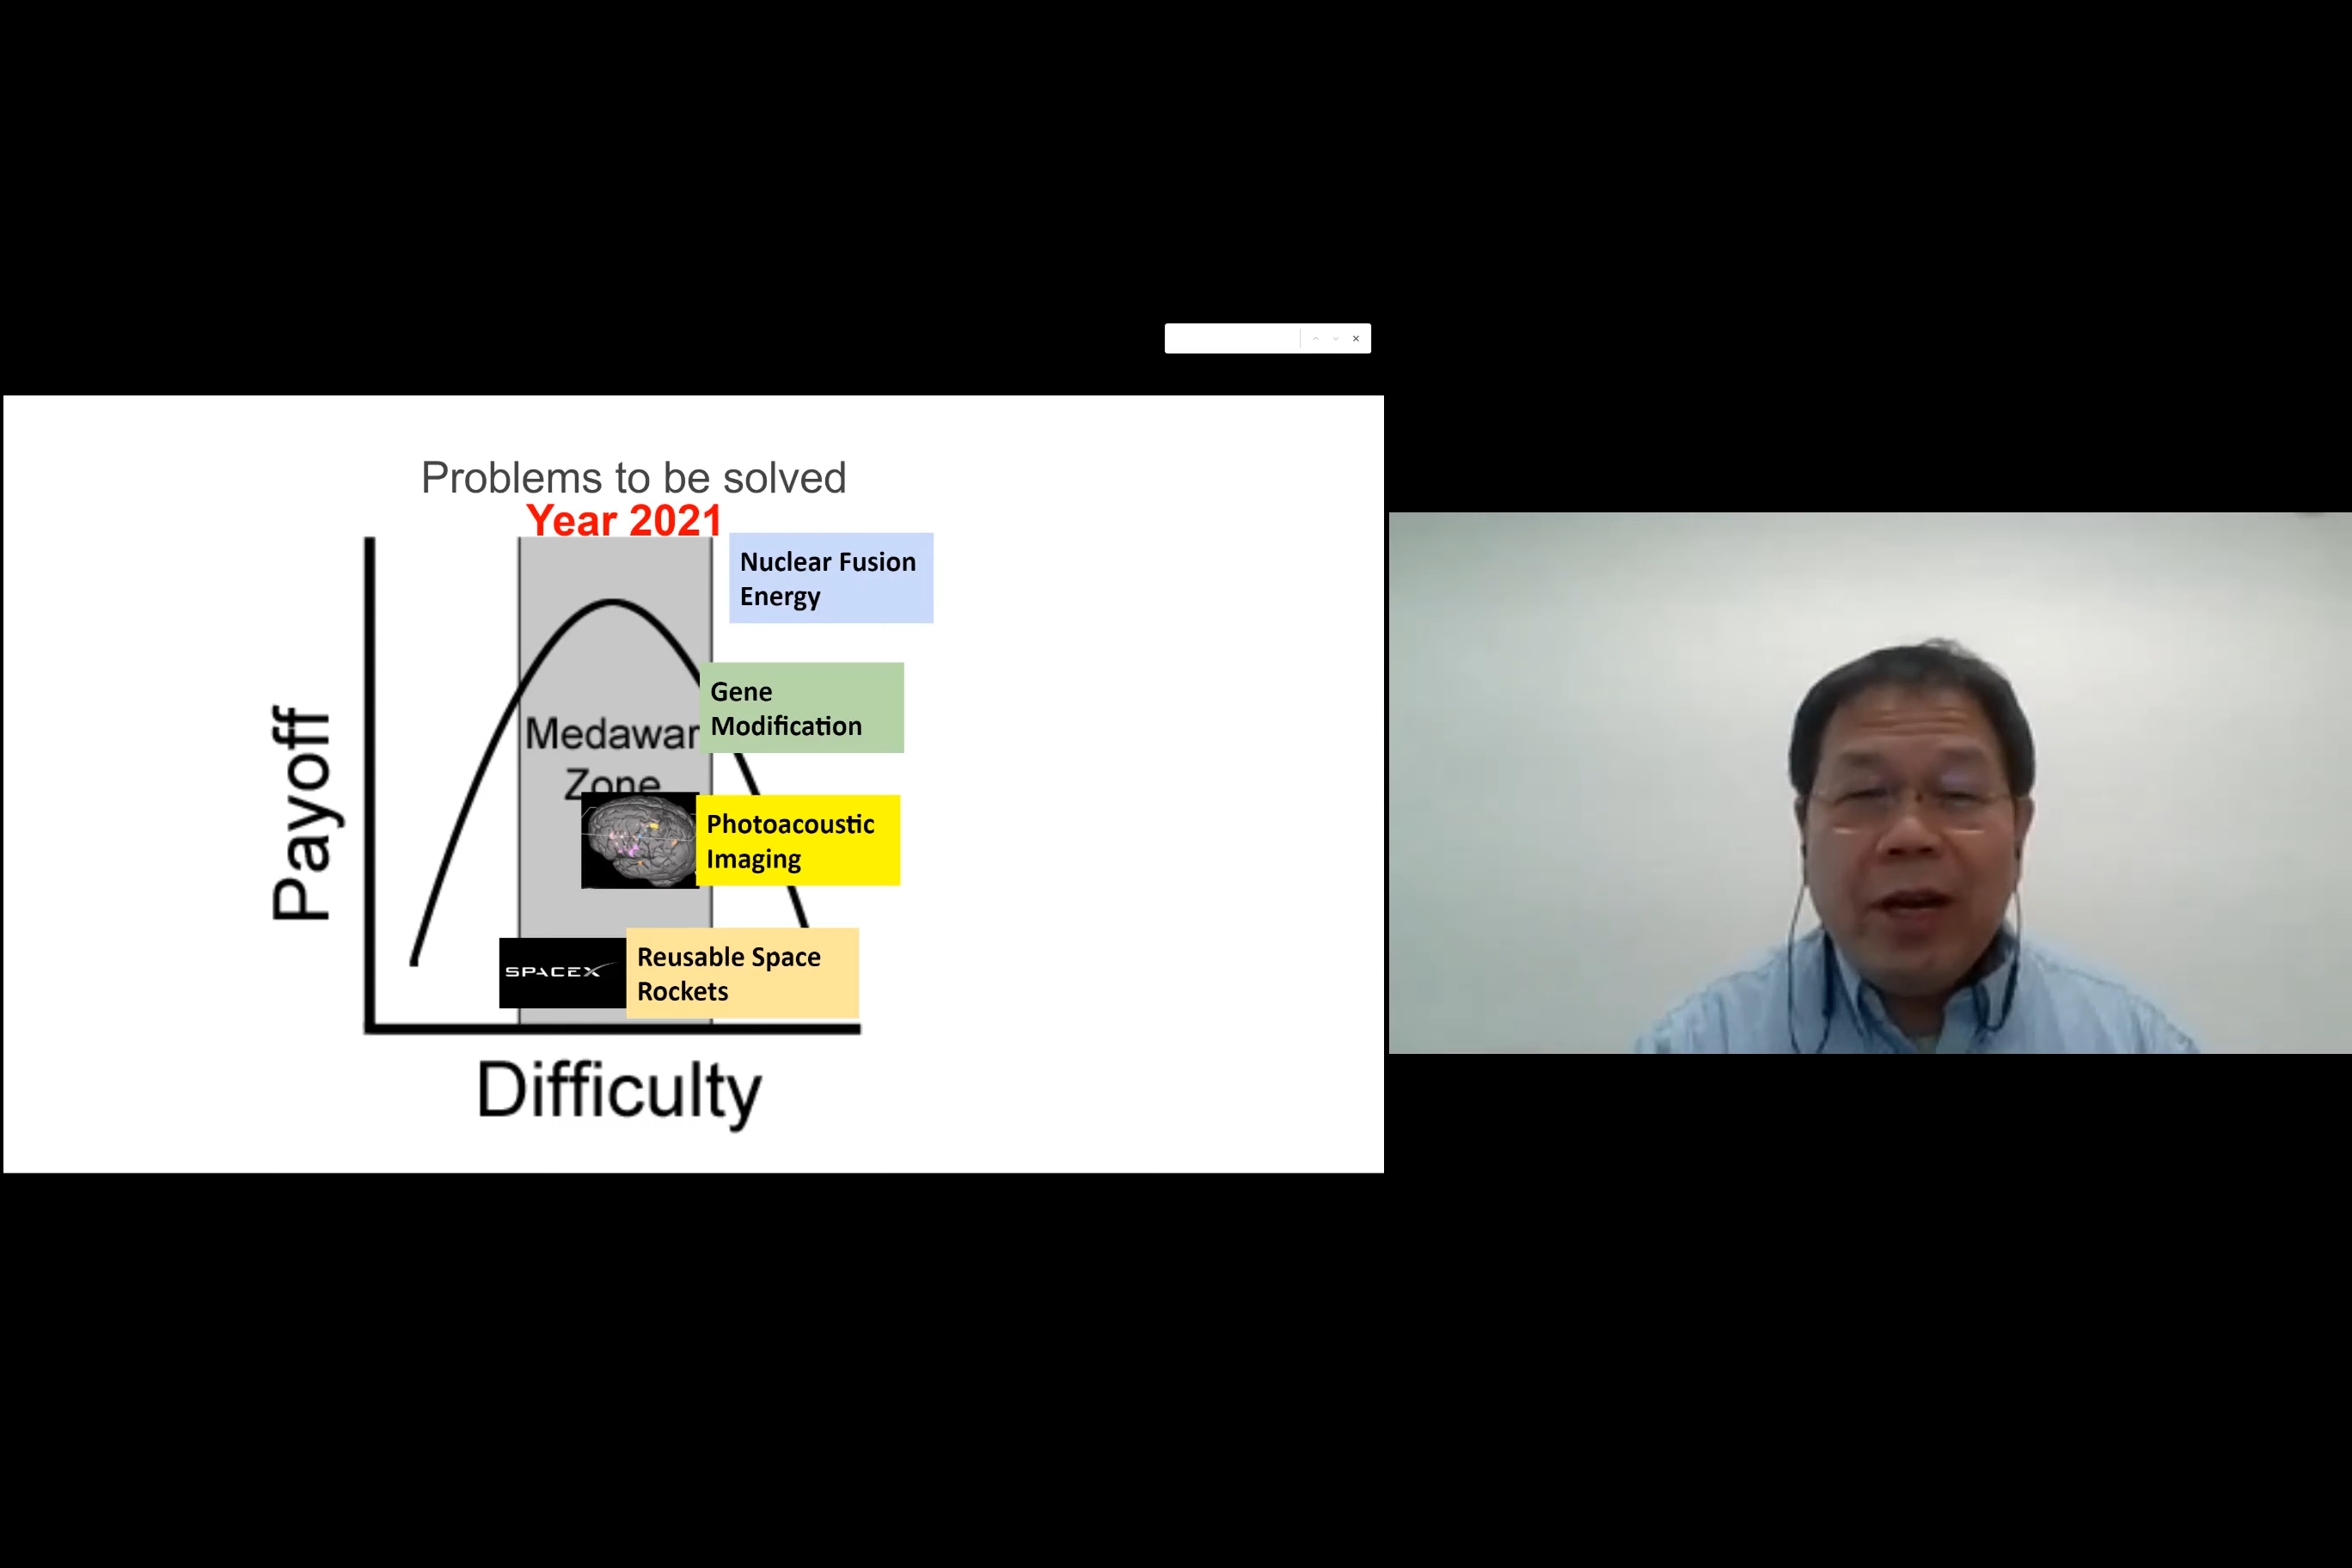 Problems to be solved
Year 2021
Nuclear Fusion
Energy
Gene
Modification
Medawar
Zone
Photoacoustic
Imaging
SPACEX
Reusable Space
Rockets
Payoff
Difficulty